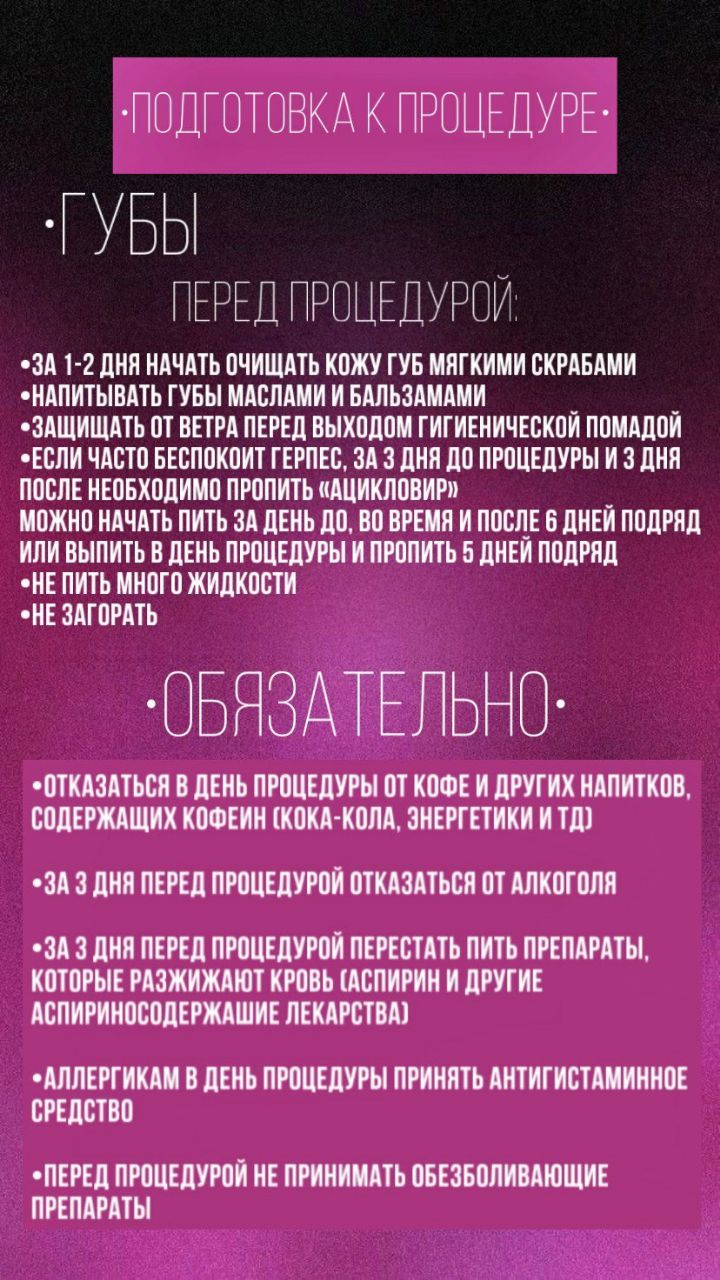 •ПОДГОТОВКА К ПРОЦЕДУРЕ•
•ГУБЫ
ПЕРЕД ПРОЦЕДУРОЙ:
•ЗА 1-2 ДНЯ НАЧАТЬ ОЧИЩАТЬ КОЖУ ГУБ МЯГКИМИ СКРАБАМИ
•НАПИТЫВАТЬ ГУБЫ МАСЛАМИ И БАЛЬЗАМАМИ
•ЗАЩИЩАТЬ ОТ ВЕТРА ПЕРЕД ВЫХОДОМ ГИГИЕНИЧЕСКОЙ ПОМАДОЙ
•ЕСЛИ ЧАСТО БЕСПОКОИТ ГЕРПЕС, ЗА 3 ДНЯ ДО ПРОЦЕДУРЫ И 3 ДНЯ
ПОСЛЕ НЕОБХОДИМО ПРОПИТЬ «АЦИКЛОВИР»
МОЖНО НАЧАТЬ ПИТЬ ЗА ДЕНЬ ДО, ВО ВРЕМЯ И ПОСЛЕ 6 ДНЕЙ ПОДРЯД
ИЛИ ВЫПИТЬ В ДЕНЬ ПРОЦЕДУРЫ И ПРОПИТЬ 5 ДНЕЙ ПОДРЯД
•НЕ ПИТЬ МНОГО ЖИДКОСТИ
•НЕ ЗАГОРАТЬ
•ОБЯЗАТЕЛЬНО•
•ОТКАЗАТЬСЯ В ДЕНЬ ПРОЦЕДУРЫ ОТ КОФЕ И ДРУГИХ НАПИТКОВ,
СОДЕРЖАЩИХ КОФЕИН (КОКА-КОЛА, ЭНЕРГЕТИКИ И ТД)
•ЗА 3 ДНЯ ПЕРЕД ПРОЦЕДУРОЙ ОТКАЗАТЬСЯ ОТ АЛКОГОЛЯ
•ЗА 3 ДНЯ ПЕРЕД ПРОЦЕДУРОЙ ПЕРЕСТАТЬ ПИТЬ ПРЕПАРАТЫ,
КОТОРЫЕ РАЗЖИЖАЮТ КРОВЬ (АСПИРИН И ДРУГИЕ
АСПИРИНОСОДЕРЖАШИЕ ЛЕКАРСТВА)
•АЛЛЕРГИКАМ В ДЕНЬ ПРОЦЕДУРЫ ПРИНЯТЬ АНТИГИСТАМИННОЕ
СРЕДСТВО
•ПЕРЕД ПРОЦЕДУРОЙ НЕ ПРИНИМАТЬ ОБЕЗБОЛИВАЮЩИЕ
ПРЕПАРАТЫ